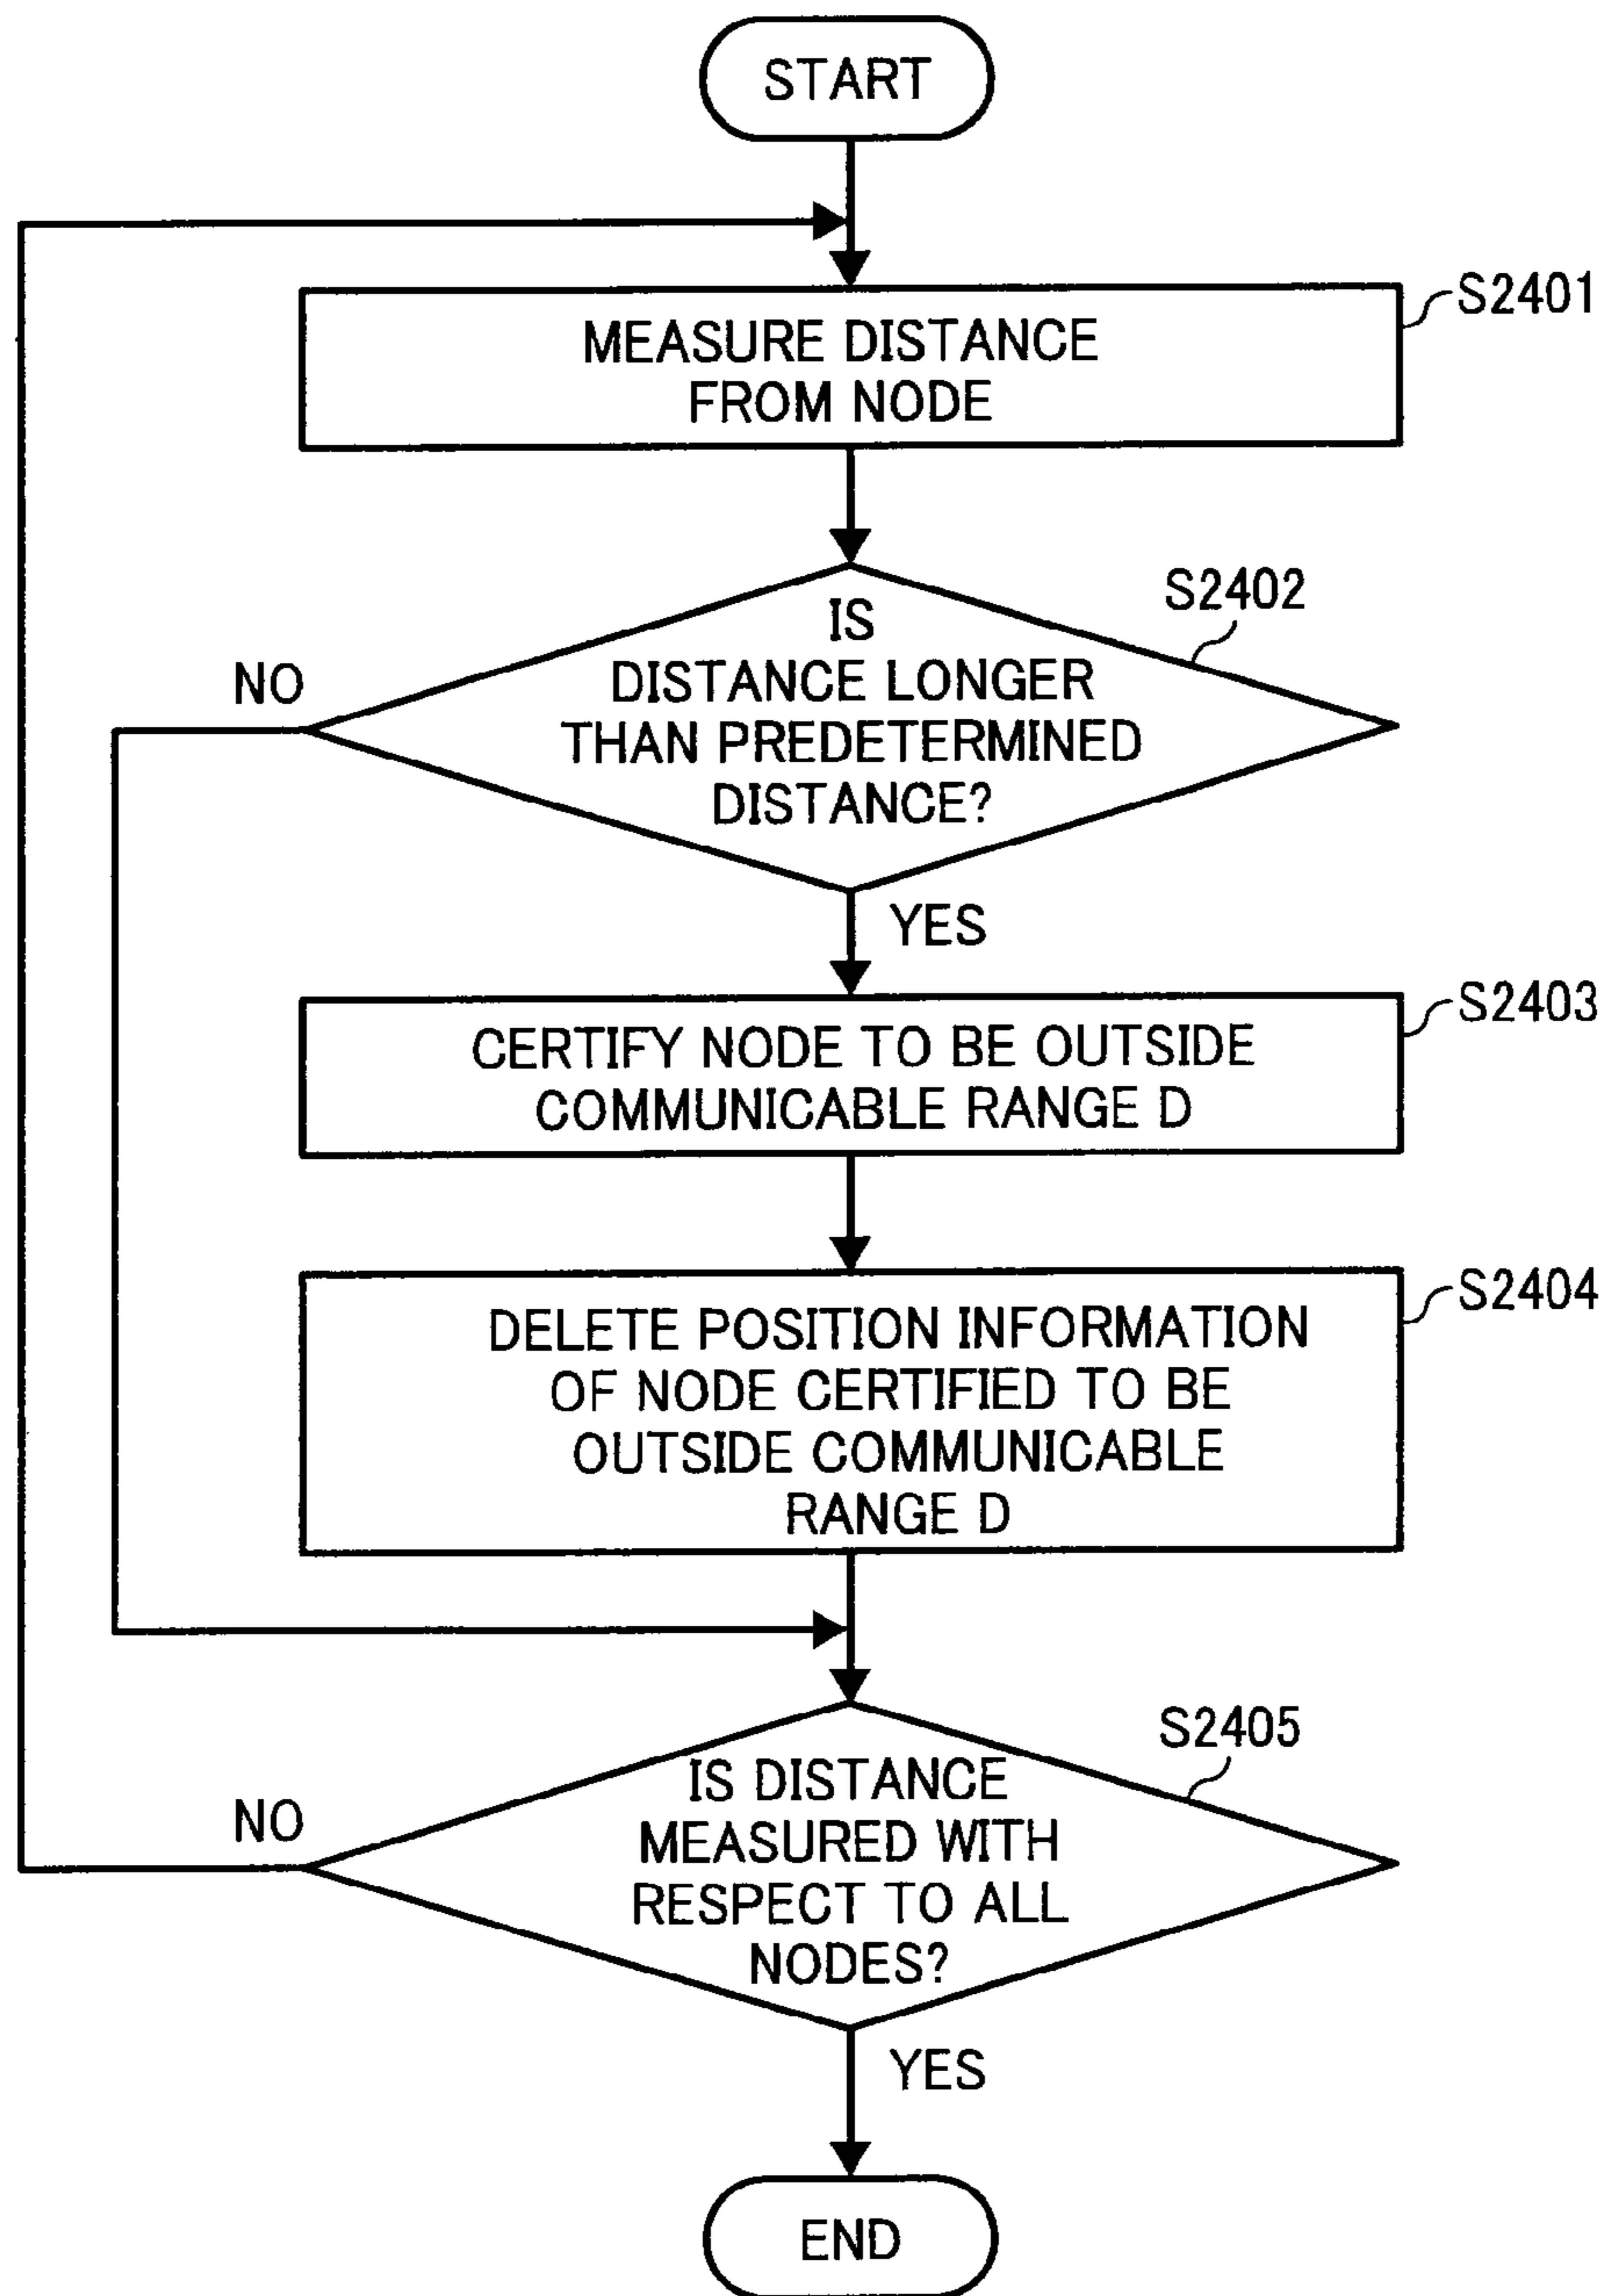 START
S2401
MEASURE DISTANCE
FROM NODE
S2402
IS
DISTANCE LONGER
THAN PREDETERMINED
DISTANCE?
NO
YES
S2403
CERTIFY NODE TO BE OUTSIDE
COMMUNICABLE RANGE D
S2404
DELETE POSITION INFORMATION
OF NODE CERTIFIED TO BE
OUTSIDE COMMUNICABLE
RANGE D
S2405
IS DISTANCE
MEASURED WITH
RESPECT TO ALL
NODES?
NO
YES
END